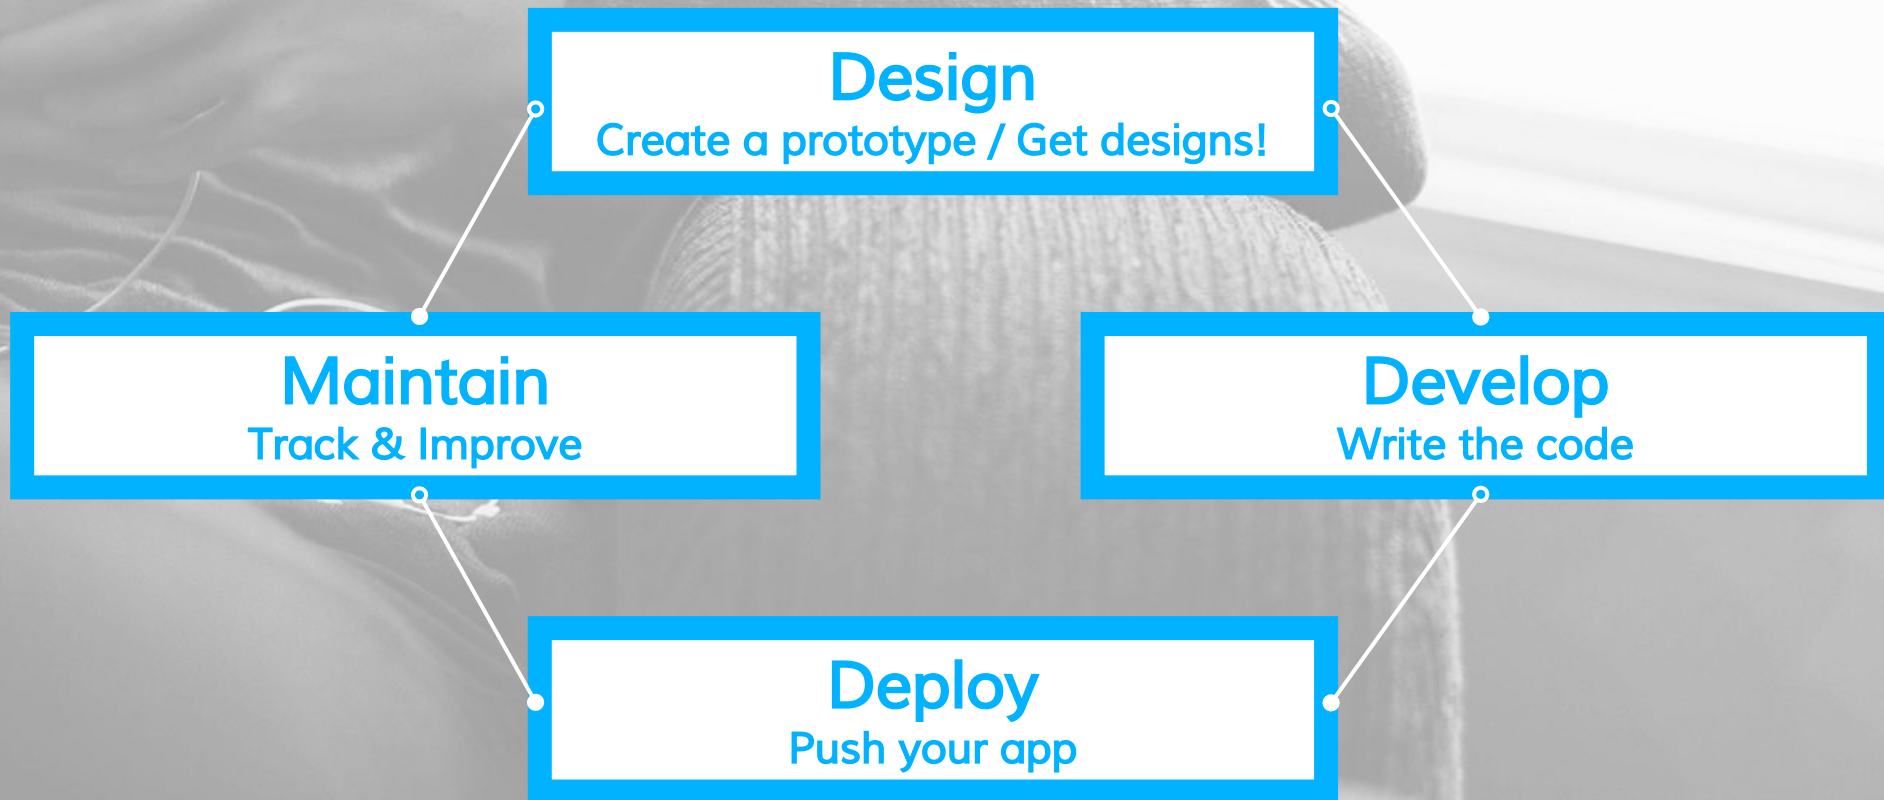 Design
Create a prototype / Get designs!
Maintain
Track & Improve
Develop
Write the code
Deploy
Push your app